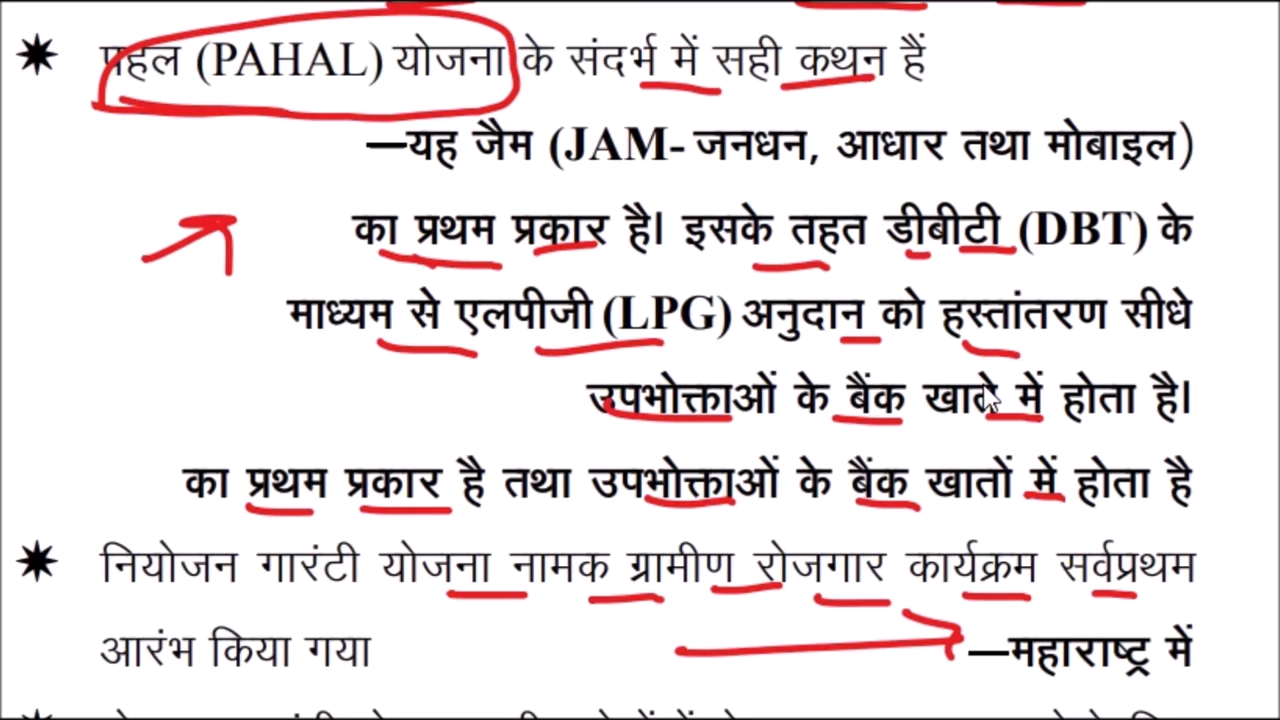 ✷ पहल (PAHAL) योजना के संदर्भ में सही कथन हैं
—यह जैम (JAM- जनधन, आधार तथा मोबाइल)
का प्रथम प्रकार है। इसके तहत डीबीटी (DBT) के
माध्यम से एलपीजी (LPG) अनुदान को हस्तांतरण सीधे
उपभोक्ताओं के बैंक खाते में होता है।
का प्रथम प्रकार है तथा उपभोक्ताओं के बैंक खातों में होता है
✷ नियोजन गारंटी योजना नामक ग्रामीण रोजगार कार्यक्रम सर्वप्रथम
आरंभ किया गया —महाराष्ट्र में